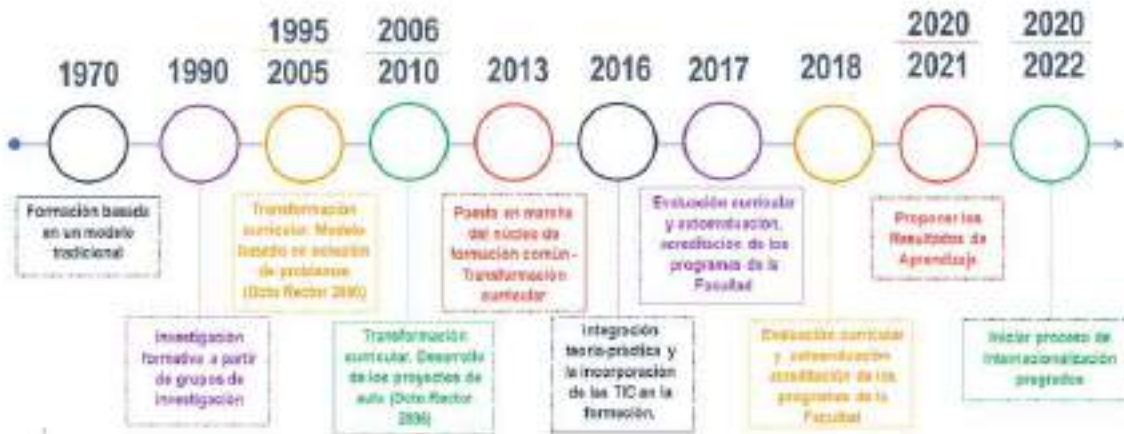 1970
1990
1995
2005
2006
2010
2013
2016
2017
2018
2020
2021
2020
2022
Formación basada
en un modelo
tradicional
Investigación
formativa a partir
de grupos de
investigación
Transformación
curricular. Modelo
basado en solución
de problemas
Rector
Transformación
curricular. Desarrollo
de los proyectos de
aula Rector
Puesta en marcha
del núcleo de
formación común -
Transformación
curricular
Integración
teoría-práctica y
la incorporación
de las TIC en la
formación.
Evaluación curricular
y autoevaluación,
acreditación de los
programas de la
Facultad
Evaluación curricular
y autoevaluación
acreditación de los
programas de la
Facultad
Proponer los
Resultados de
Aprendizaje
Iniciar proceso de
Internacionalización
pregrados